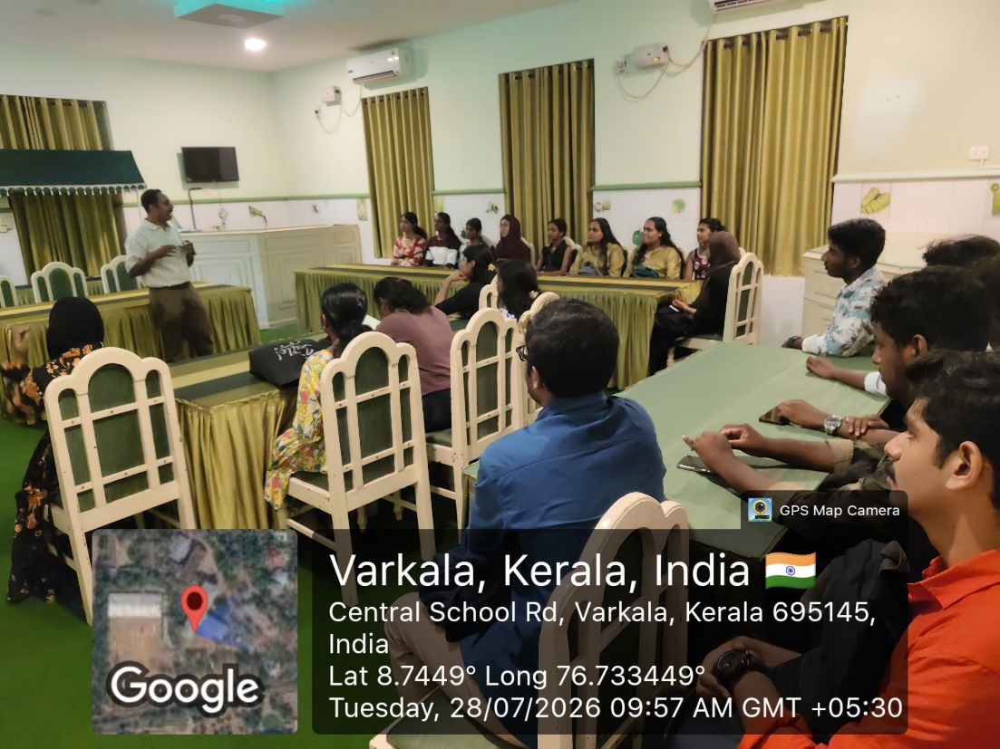 GPS Map Camera
Varkala, Kerala, India 🇮🇳
Central School Rd, Varkala, Kerala 695145,
India
Lat 8.7449° Long 76.733449°
Tuesday, 28/07/2026 09:57 AM GMT +05:30
Google